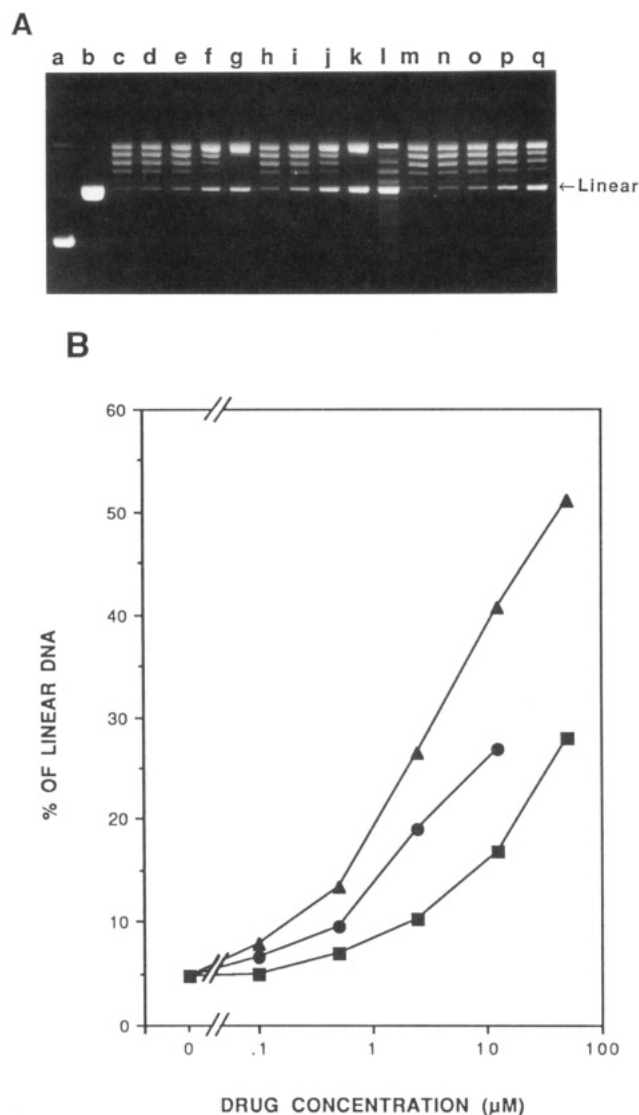 A
a b c d e f g h i j k l m n o p q
←Linear
B
60
50
40
30
20
10
0
% OF LINEAR DNA
0 .1 1 10 100
DRUG CONCENTRATION (µM)